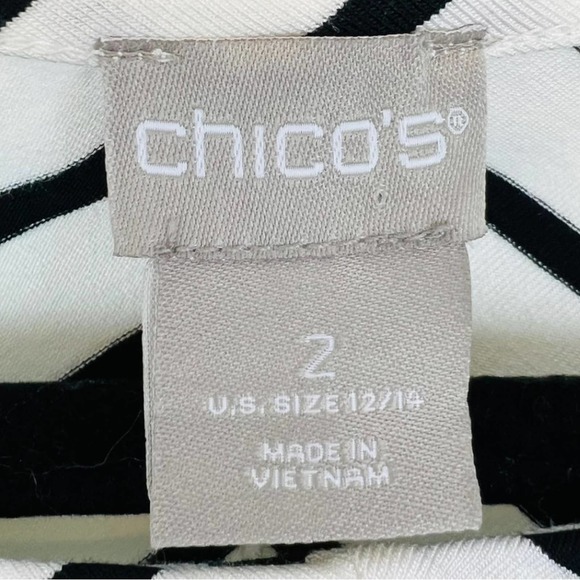 chico's®
2
U.S. SIZE 12/14
MADE IN
VIETNAM